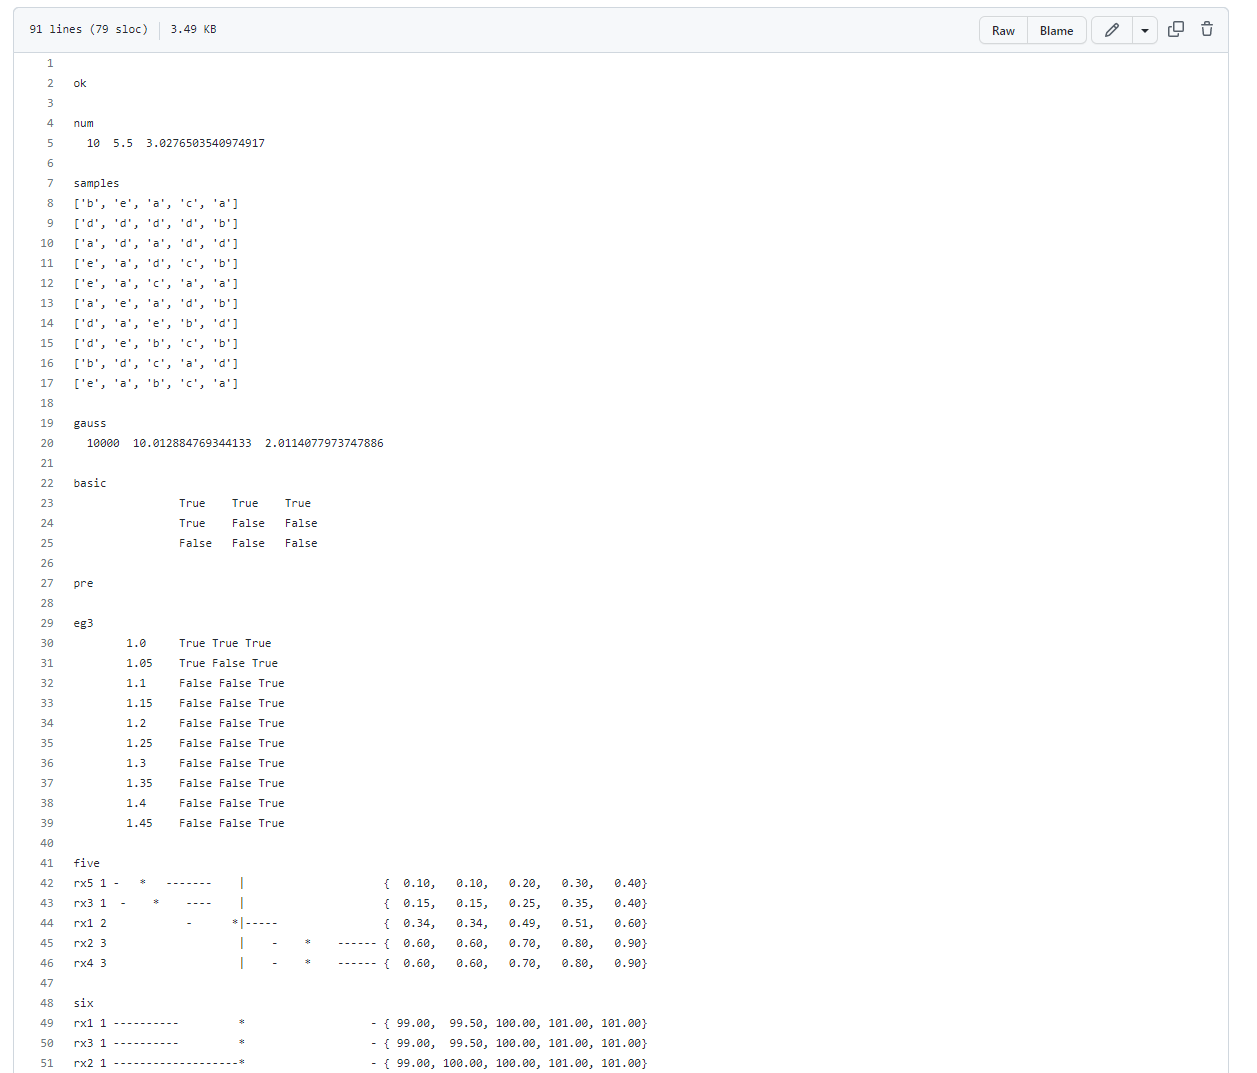 91 lines (79 sloc) 3.49 KB Raw Blame
1
2 ok
3
4 num
5   10  5.5  3.0276503540974917
6
7 samples
8 ['b', 'e', 'a', 'c', 'a']
9 ['d', 'd', 'd', 'd', 'b']
10 ['a', 'd', 'a', 'd', 'd']
11 ['e', 'a', 'd', 'c', 'b']
12 ['e', 'a', 'c', 'a', 'a']
13 ['a', 'e', 'a', 'd', 'b']
14 ['d', 'a', 'e', 'b', 'd']
15 ['d', 'e', 'b', 'c', 'b']
16 ['b', 'd', 'c', 'a', 'd']
17 ['e', 'a', 'b', 'c', 'a']
18
19 gauss
20   10000  10.012884769344133  2.0114077973747886
21
22 basic
23                 True    True    True
24                 True    False   False
25                 False   False   False
26
27 pre
28
29 eg3
30         1.0     True True True
31         1.05    True False True
32         1.1     False False True
33         1.15    False False True
34         1.2     False False True
35         1.25    False False True
36         1.3     False False True
37         1.35    False False True
38         1.4     False False True
39         1.45    False False True
40
41 five
42 rx5 1 -   *   -------    |                     {  0.10,   0.10,   0.20,   0.30,   0.40}
43 rx3 1  -    *    ----    |                     {  0.15,   0.15,   0.25,   0.35,   0.40}
44 rx1 2            -      *|-----                {  0.34,   0.34,   0.49,   0.51,   0.60}
45 rx2 3                    |    -    *    ------ {  0.60,   0.60,   0.70,   0.80,   0.90}
46 rx4 3                    |    -    *    ------ {  0.60,   0.60,   0.70,   0.80,   0.90}
47
48 six
49 rx1 1 ----------         *                   - { 99.00,  99.50, 100.00, 101.00, 101.00}
50 rx3 1 ----------         *                   - { 99.00,  99.50, 100.00, 101.00, 101.00}
51 rx2 1 -------------------*                   - { 99.00, 100.00, 100.00, 101.00, 101.00}